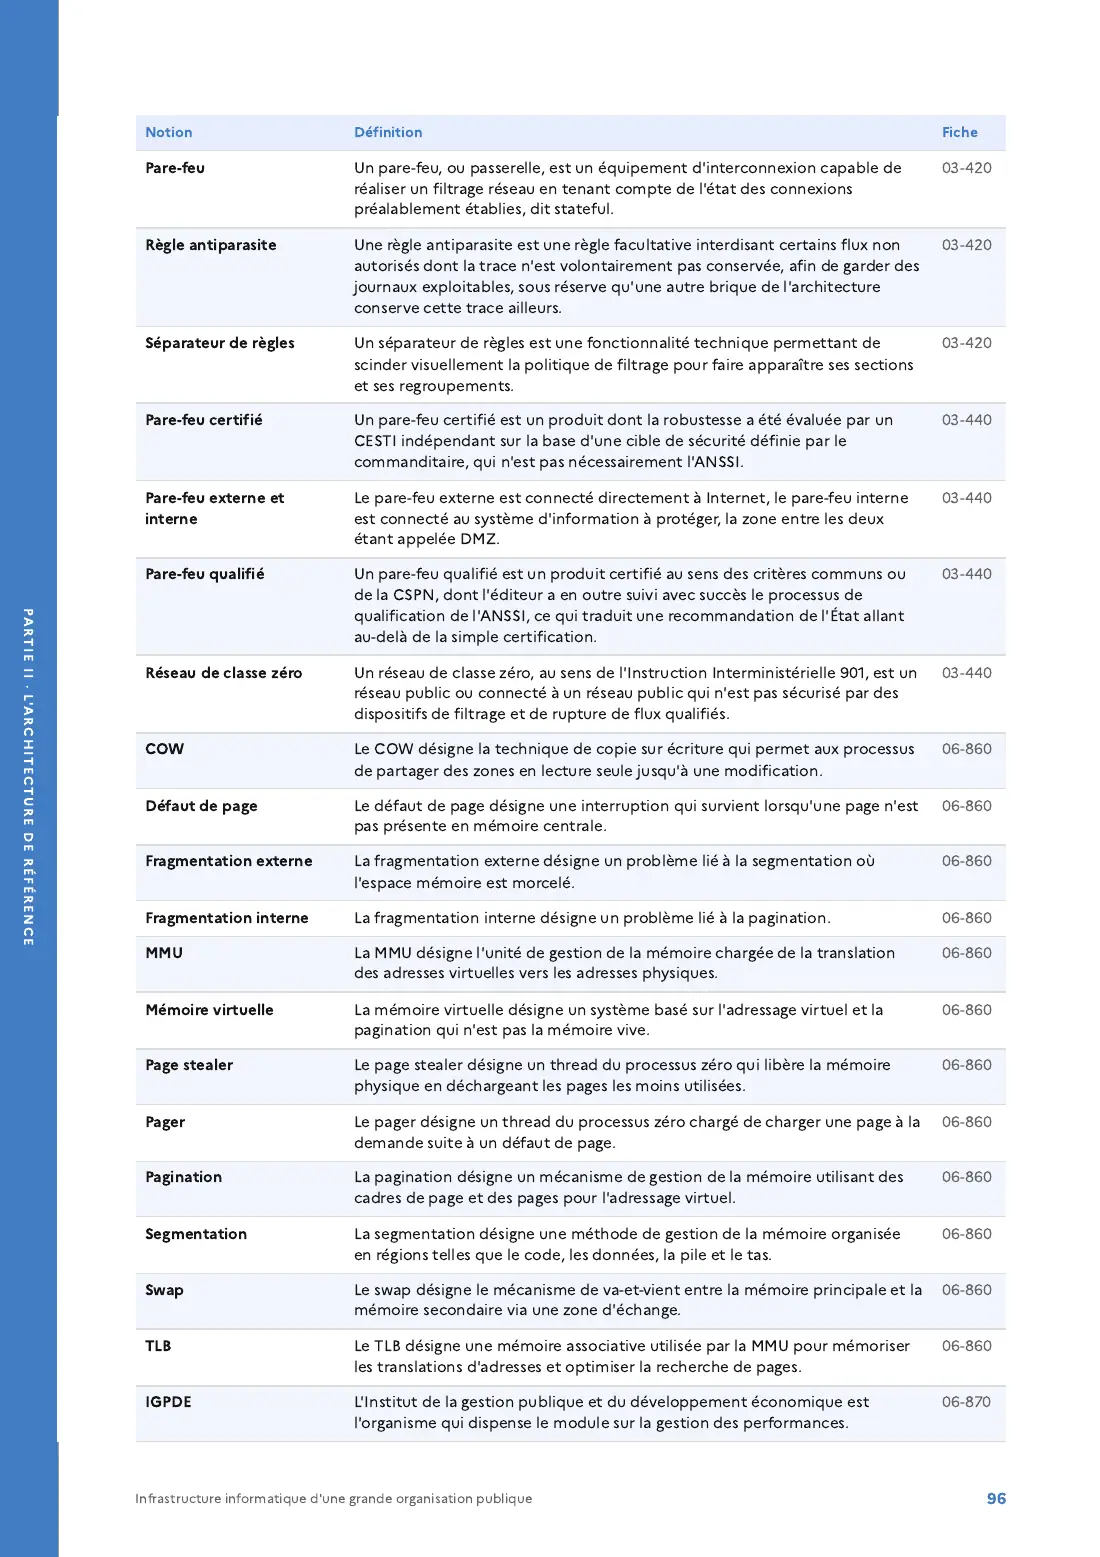 Notion Définition Fiche
Pare-feu Un pare-feu, ou passerelle, est un équipement d'interconnexion capable de 03-420
réaliser un filtrage réseau en tenant compte de l'état des connexions
préalablement établies, dit stateful.
Règle antiparasite Une règle antiparasite est une règle facultative interdisant certains flux non 03-420
autorisés dont la trace n'est volontairement pas conservée, afin de garder des
journaux exploitables, sous réserve qu'une autre brique de l'architecture
conserve cette trace ailleurs.
Séparateur de règles Un séparateur de règles est une fonctionnalité technique permettant de 03-420
scinder visuellement la politique de filtrage pour faire apparaître ses sections
et ses regroupements.
Pare-feu certifié Un pare-feu certifié est un produit dont la robustesse a été évaluée par un 03-440
CESTI indépendant sur la base d'une cible de sécurité définie par le
commanditaire, qui n'est pas nécessairement l'ANSSI.
Pare-feu externe et Le pare-feu externe est connecté directement à Internet, le pare-feu interne 03-440
interne est connecté au système d'information à protéger, la zone entre les deux
étant appelée DMZ.
Pare-feu qualifié Un pare-feu qualifié est un produit certifié au sens des critères communs ou 03-440
de la CSPN, dont l'éditeur a en outre suivi avec succès le processus de
qualification de l'ANSSI, ce qui traduit une recommandation de l'État allant
au-delà de la simple certification.
Réseau de classe zéro Un réseau de classe zéro, au sens de l'Instruction Interministérielle 901, est un 03-440
réseau public ou connecté à un réseau public qui n'est pas sécurisé par des
dispositifs de filtrage et de rupture de flux qualifiés.
COW Le COW désigne la technique de copie sur écriture qui permet aux processus 06-860
de partager des zones en lecture seule jusqu'à une modification.
Défaut de page Le défaut de page désigne une interruption qui survient lorsqu'une page n'est 06-860
pas présente en mémoire centrale.
Fragmentation externe La fragmentation externe désigne un problème lié à la segmentation où 06-860
l'espace mémoire est morcelé.
Fragmentation interne La fragmentation interne désigne un problème lié à la pagination. 06-860
MMU La MMU désigne l'unité de gestion de la mémoire chargée de la translation 06-860
des adresses virtuelles vers les adresses physiques.
Mémoire virtuelle La mémoire virtuelle désigne un système basé sur l'adressage virtuel et la 06-860
pagination qui n'est pas la mémoire vive.
Page stealer Le page stealer désigne un thread du processus zéro qui libère la mémoire 06-860
physique en déchargeant les pages les moins utilisées.
Pager Le pager désigne un thread du processus zéro chargé de charger une page à la 06-860
demande suite à un défaut de page.
Pagination La pagination désigne un mécanisme de gestion de la mémoire utilisant des 06-860
cadres de page et des pages pour l'adressage virtuel.
Segmentation La segmentation désigne une méthode de gestion de la mémoire organisée 06-860
en régions telles que le code, les données, la pile et le tas.
Swap Le swap désigne le mécanisme de va-et-vient entre la mémoire principale et la 06-860
mémoire secondaire via une zone d'échange.
TLB Le TLB désigne une mémoire associative utilisée par la MMU pour mémoriser 06-860
les translations d'adresses et optimiser la recherche de pages.
IGPDE L'Institut de la gestion publique et du développement économique est 06-870
l'organisme qui dispense le module sur la gestion des performances.
PARTIE II · L'ARCHITECTURE DE RÉFÉRENCE
Infrastructure informatique d'une grande organisation publique 96